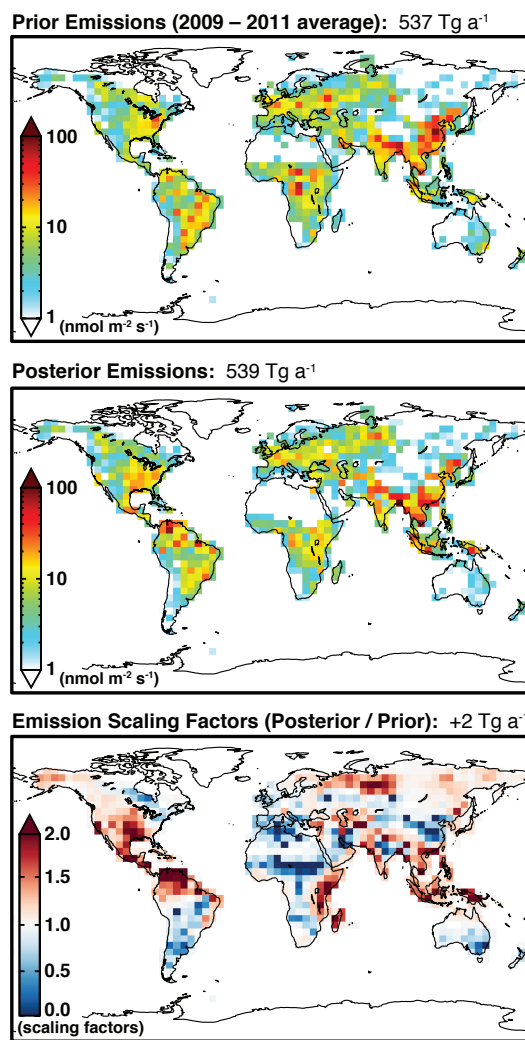 Prior Emissions (2009 – 2011 average): 537 Tg a⁻¹
100
10
1
(nmol m⁻² s⁻¹)
Posterior Emissions: 539 Tg a⁻¹
100
10
1
(nmol m⁻² s⁻¹)
Emission Scaling Factors (Posterior / Prior): +2 Tg a⁻¹
2.0
1.5
1.0
0.5
0.0
(scaling factors)